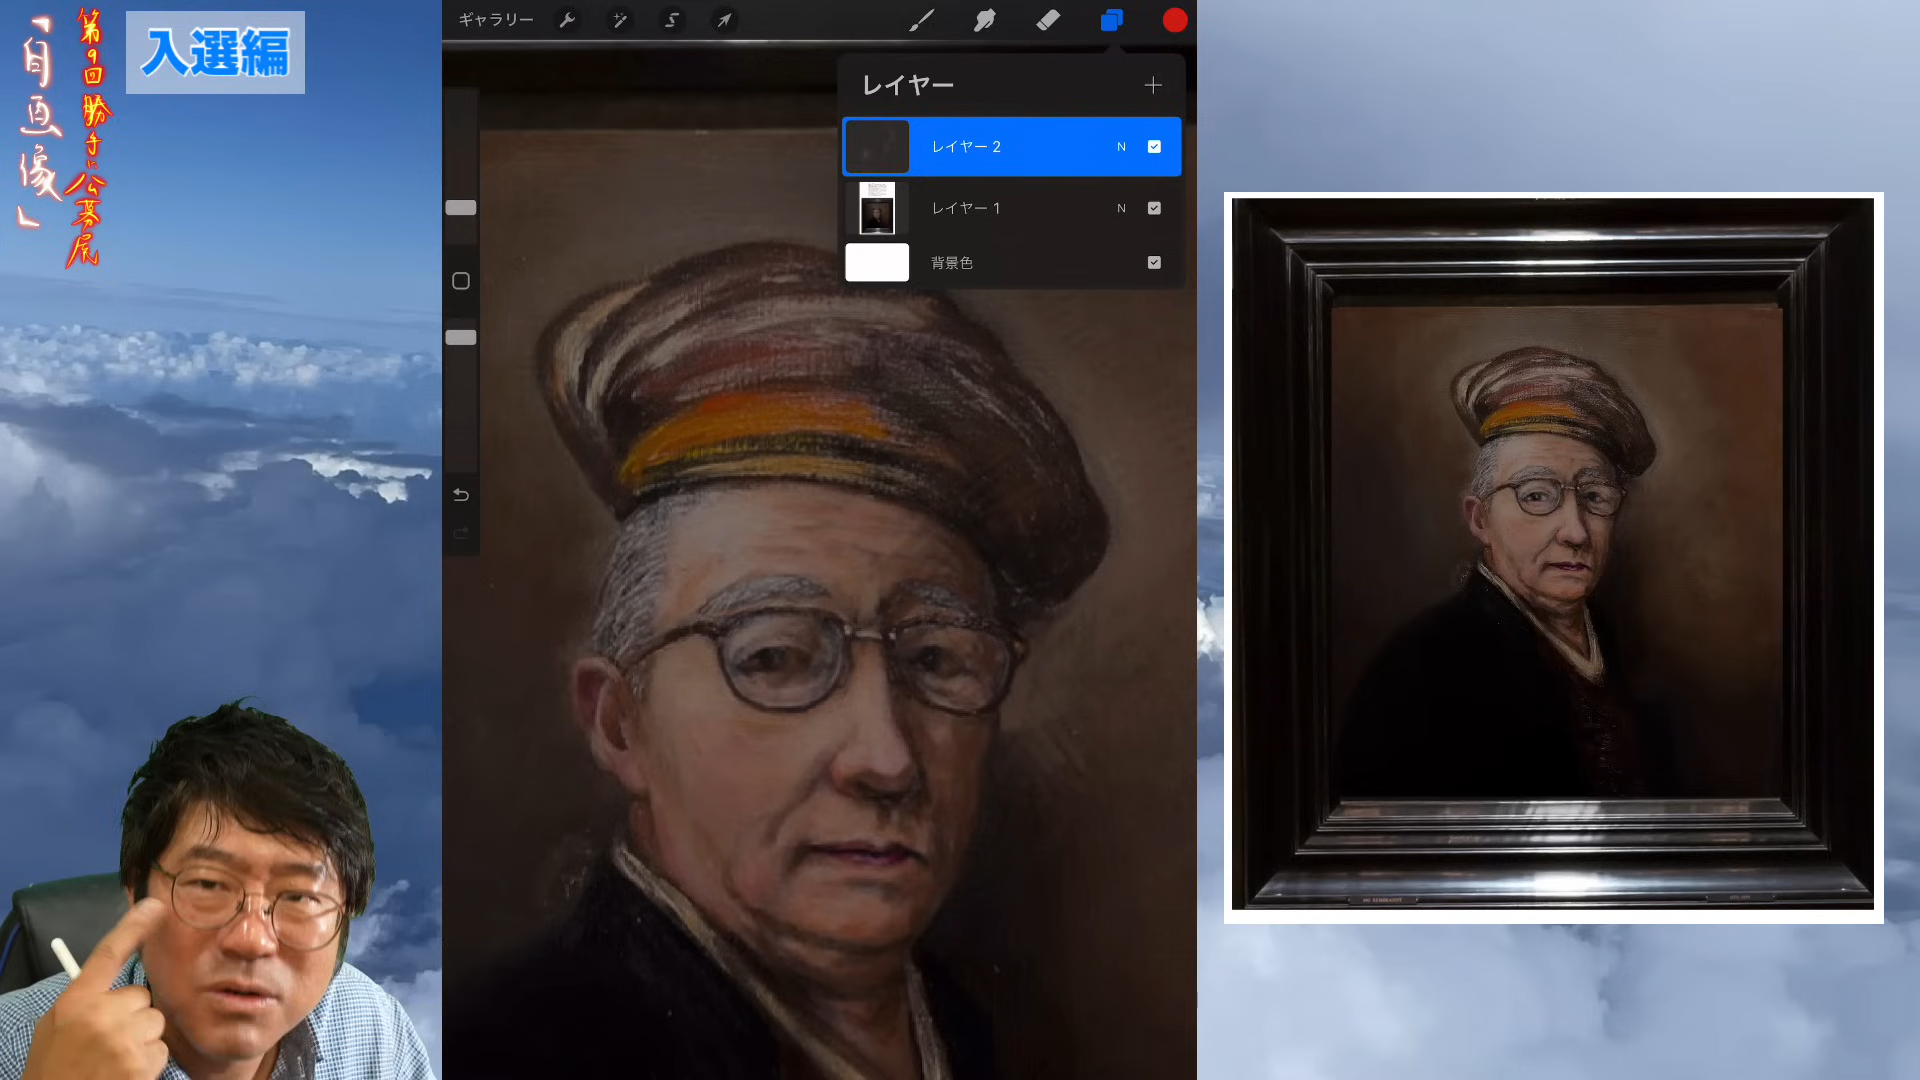 第9回勝手に公募展
「自画像」
入選編
ギャラリー
レイヤー
レイヤー 2
N
レイヤー 1
N
背景色